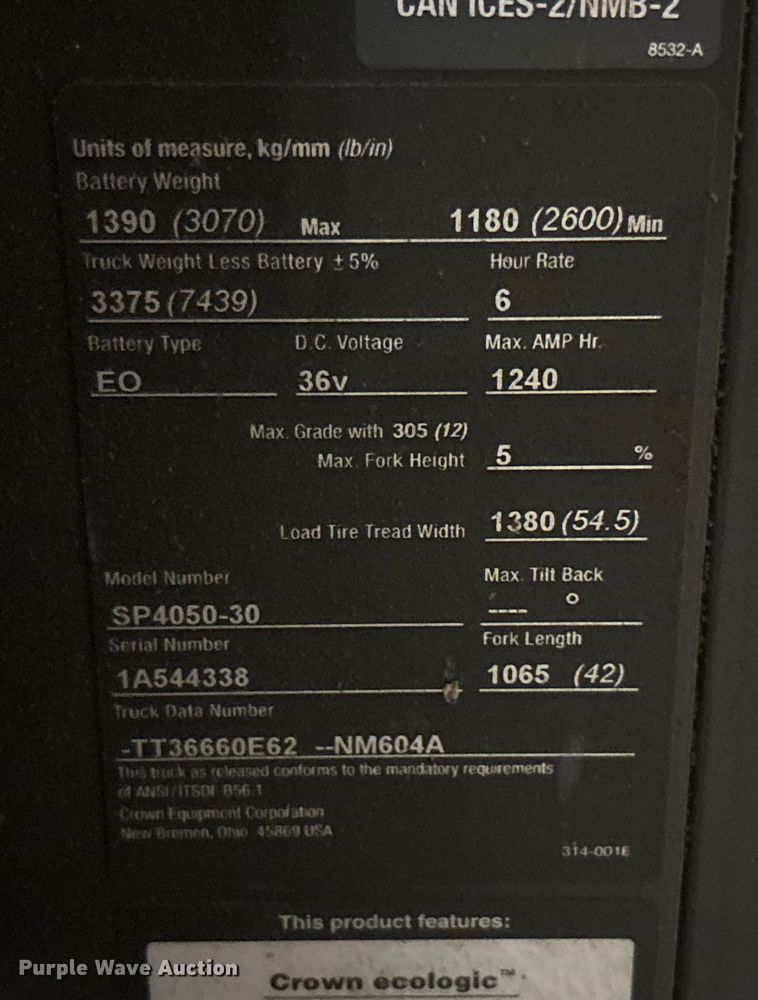 CAN ICES-2/NMB-2
8532-A
Units of measure, kg/mm (lb/in)
Battery Weight
1390 (3070) Max 1180 (2600) Min
Truck Weight Less Battery ± 5% Hour Rate
3375 (7439) 6
Battery Type D.C. Voltage Max. AMP Hr.
EO 36v 1240
Max. Grade with 305 (12)
Max. Fork Height 5 %
Load Tire Tread Width 1380 (54.5)
Model Number Max. Tilt Back
SP4050-30 ---- °
Serial Number Fork Length
1A544338 1065 (42)
Truck Data Number
-TT36660E62 --NM604A
This truck as released conforms to the mandatory requirements
of ANSI/ITSDF B56.1
Crown Equipment Corporation
New Bremen, Ohio 45869 USA
314-001E
This product features:
Crown ecologic™
Purple Wave Auction